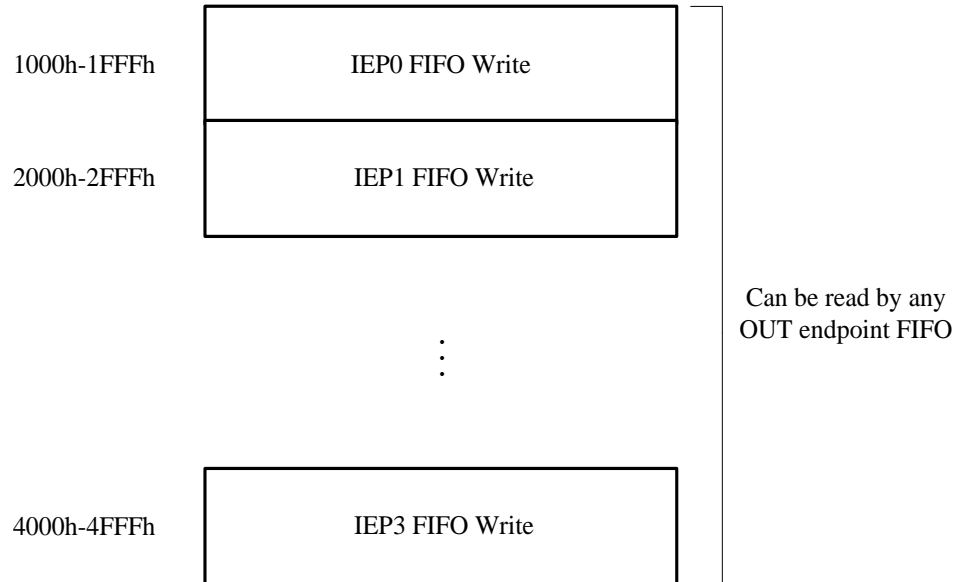 1000h-1FFFh
IEP0 FIFO Write
2000h-2FFFh
IEP1 FIFO Write
Can be read by any
OUT endpoint FIFO
4000h-4FFFh
IEP3 FIFO Write